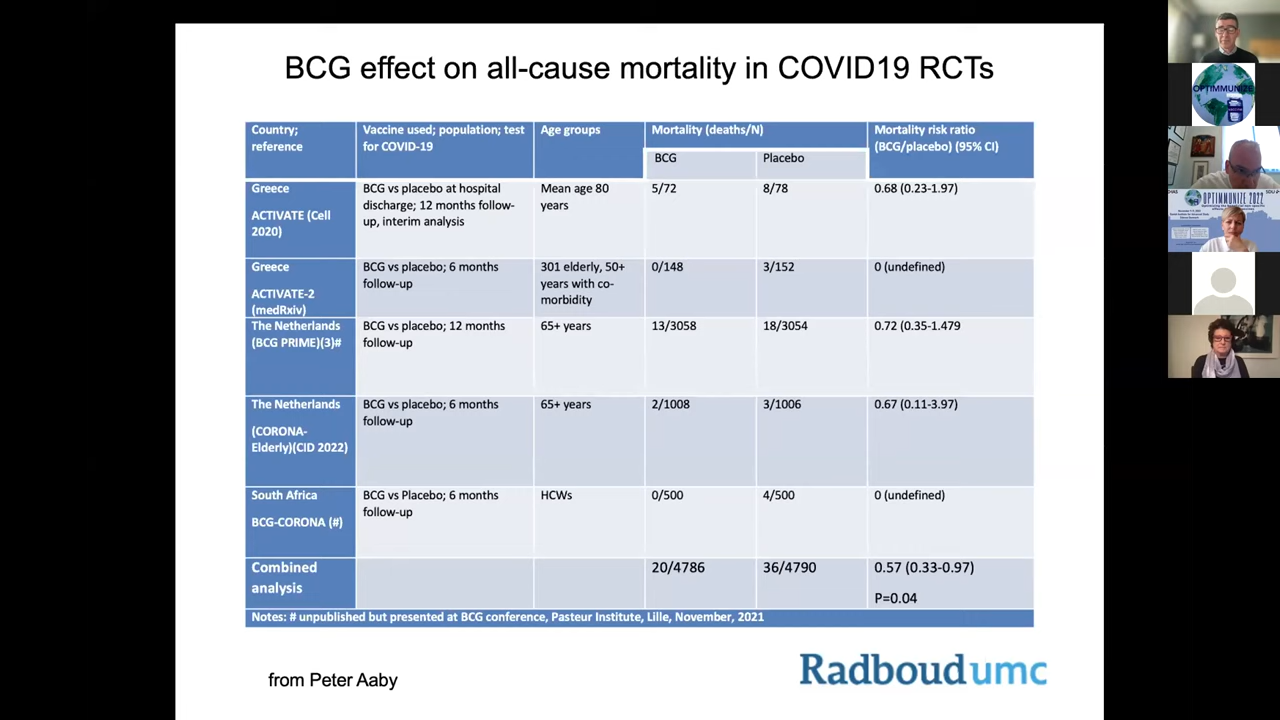 BCG effect on all-cause mortality in COVID19 RCTs
Country;
reference
Vaccine used; population; test
for COVID-19
Age groups
Mortality (deaths/N)
Mortality risk ratio
(BCG/placebo) (95% CI)
BCG
Placebo
Greece
ACTIVATE (Cell
2020)
BCG vs placebo at hospital
discharge; 12 months follow-
up, interim analysis
Mean age 80
years
5/72
8/78
0.68 (0.23-1.97)
Greece
ACTIVATE-2
(medRxiv)
BCG vs placebo; 6 months
follow-up
301 elderly, 50+
years with co-
morbidity
0/148
3/152
0 (undefined)
The Netherlands
(BCG PRIME)(3)#
BCG vs placebo; 12 months
follow-up
65+ years
13/3058
18/3054
0.72 (0.35-1.479
The Netherlands
(CORONA-
Elderly)(CID 2022)
BCG vs placebo; 6 months
follow-up
65+ years
2/1008
3/1006
0.67 (0.11-3.97)
South Africa
BCG-CORONA (#)
BCG vs Placebo; 6 months
follow-up
HCWs
0/500
4/500
0 (undefined)
Combined
analysis
20/4786
36/4790
0.57 (0.33-0.97)
P=0.04
Notes: # unpublished but presented at BCG conference, Pasteur Institute, Lille, November, 2021
from Peter Aaby
Radboudumc
OPTIMMUNIZE
OPTIMMUNIZE 2022